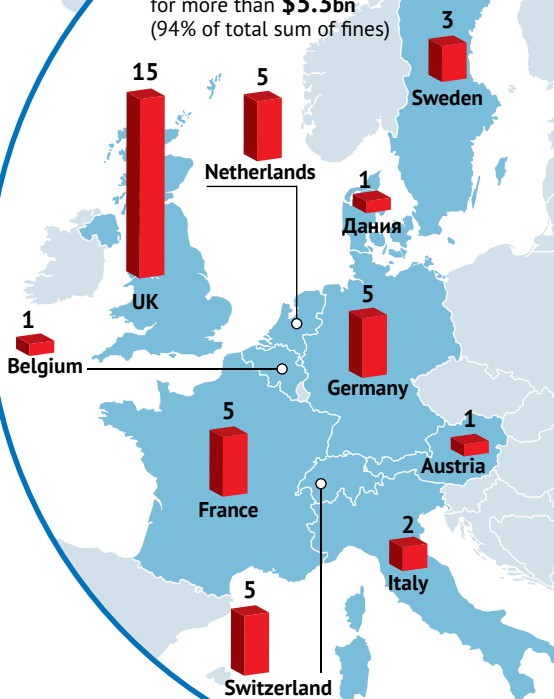 for more than $5.5bn
(94% of total sum of fines)
3
Sweden
15
UK
5
Netherlands
1
Дания
1
Belgium
5
Germany
5
France
1
Austria
2
Italy
5
Switzerland